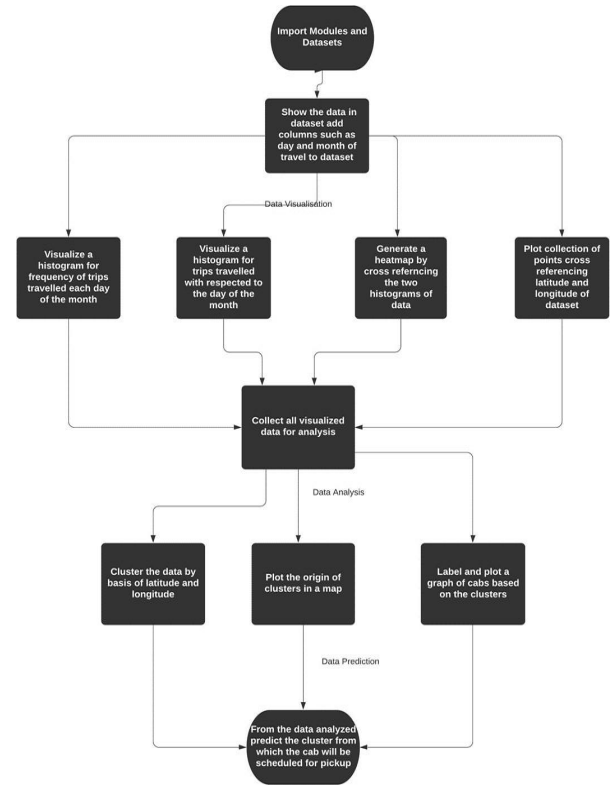 Import Modules and
Datasets
Show the data in
dataset add
columns such as
day and month of
travel to dataset
Data Visualisation
Visualize a
histogram for
frequency of trips
travelled each day
of the month
Visualize a
histogram for
trips travelled
with respected to
the day of the
month
Generate a
heatmap by
cross referncing
the two
histograms of
data
Plot collection of
points cross
referencing
latitude and
longitude of
dataset
Collect all visualized
data for analysis
Data Analysis
Cluster the data by
basis of latitude and
longitude
Plot the origin of
clusters in a map
Label and plot a
graph of cabs based
on the clusters
Data Prediction
From the data analyzed
predict the cluster from
which the cab will be
scheduled for pickup